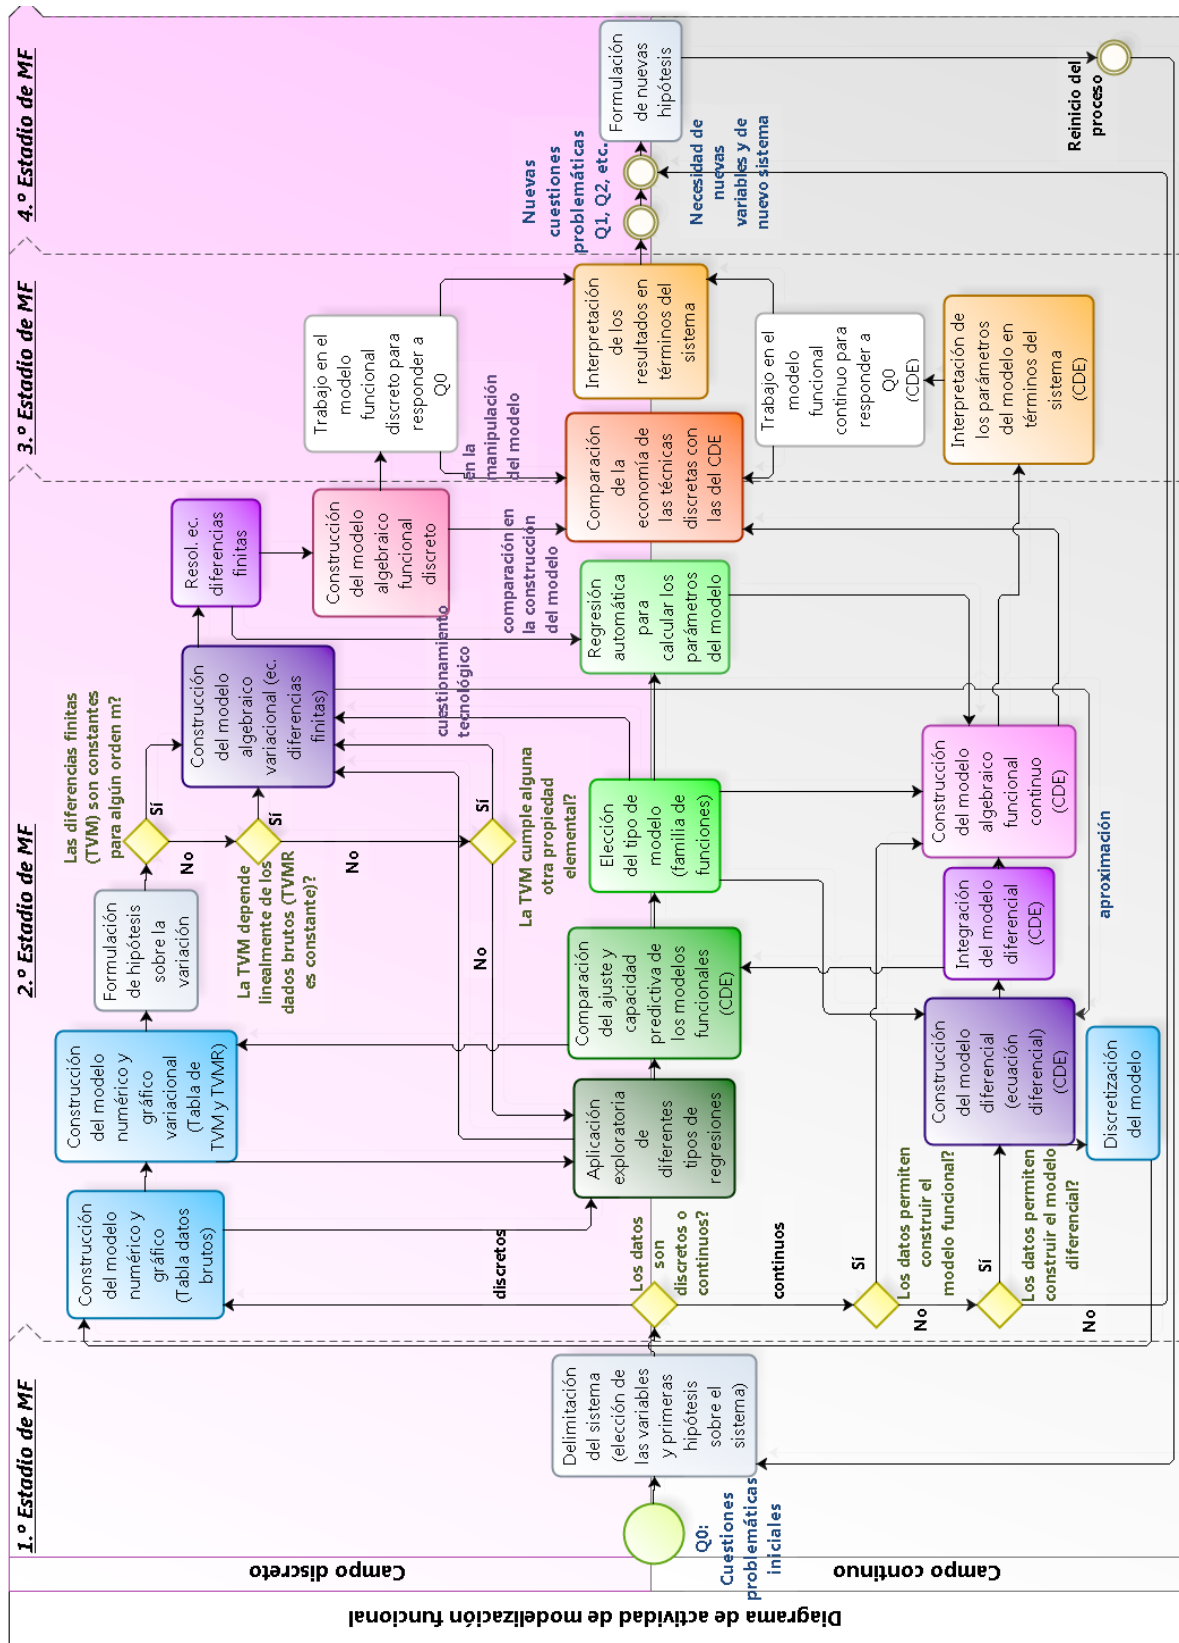 Diagrama de actividad de modelización funcional
Campo discreto
Campo continuo
1.º Estadio de MF
2.º Estadio de MF
3.º Estadio de MF
4.º Estadio de MF
Q0:
Cuestiones
problemáticas
iniciales
Delimitación
del sistema
(elección de
las variables
y primeras
hipótesis
sobre el
sistema)
Los datos
son
discretos o
continuos?
discretos
continuos
Construcción
del modelo
numérico y
gráfico
(Tabla datos
brutos)
Construcción
del modelo
numérico y
gráfico
variacional
(Tabla de
TVM y TVMR)
Formulación
de hipótesis
sobre la
variación
Las diferencias finitas
(TVM) son constantes
para algún orden m?
Sí
No
La TVM depende
linealmente de los
dados brutos (TVMR
es constante)?
Sí
No
La TVM cumple alguna
otra propiedad
elemental?
Sí
No
Construcción
del modelo
algebraico
variacional (ec.
diferencias
finitas)
Resol. ec.
diferencias
finitas
Construcción
del modelo
algebraico
funcional
discreto
cuestionamiento
tecnológico
comparación en
la construcción
del modelo
en la
manipulación
del modelo
Aplicación
exploratoria
de
diferentes
tipos de
regresiones
Comparación
del ajuste y
capacidad
predictiva de
los modelos
funcionales
(CDE)
Elección
del tipo de
modelo
(familia de
funciones)
Regresión
automática
para
calcular los
parámetros
del modelo
Comparación
de la
economía de
las técnicas
discretas con
las del CDE
Los datos permiten
construir el
modelo funcional?
Sí
No
Los datos permiten
construir el modelo
diferencial?
Sí
No
Construcción
del modelo
diferencial
(ecuación
diferencial)
(CDE)
Discretización
del modelo
Integración
del modelo
diferencial
(CDE)
Construcción
del modelo
algebraico
funcional
continuo
(CDE)
aproximación
Trabajo en el
modelo
funcional
discreto para
responder a
Q0
Interpretación
de los
resultados en
términos del
sistema
Trabajo en el
modelo
funcional
continuo para
responder a
Q0
(CDE)
Interpretación de
los parámetros
del modelo en
términos del
sistema
(CDE)
Nuevas
cuestiones
problemáticas
Q1, Q2, etc.
Necesidad de
nuevas
variables y de
nuevo sistema
Formulación
de nuevas
hipótesis
Reinicio del
proceso